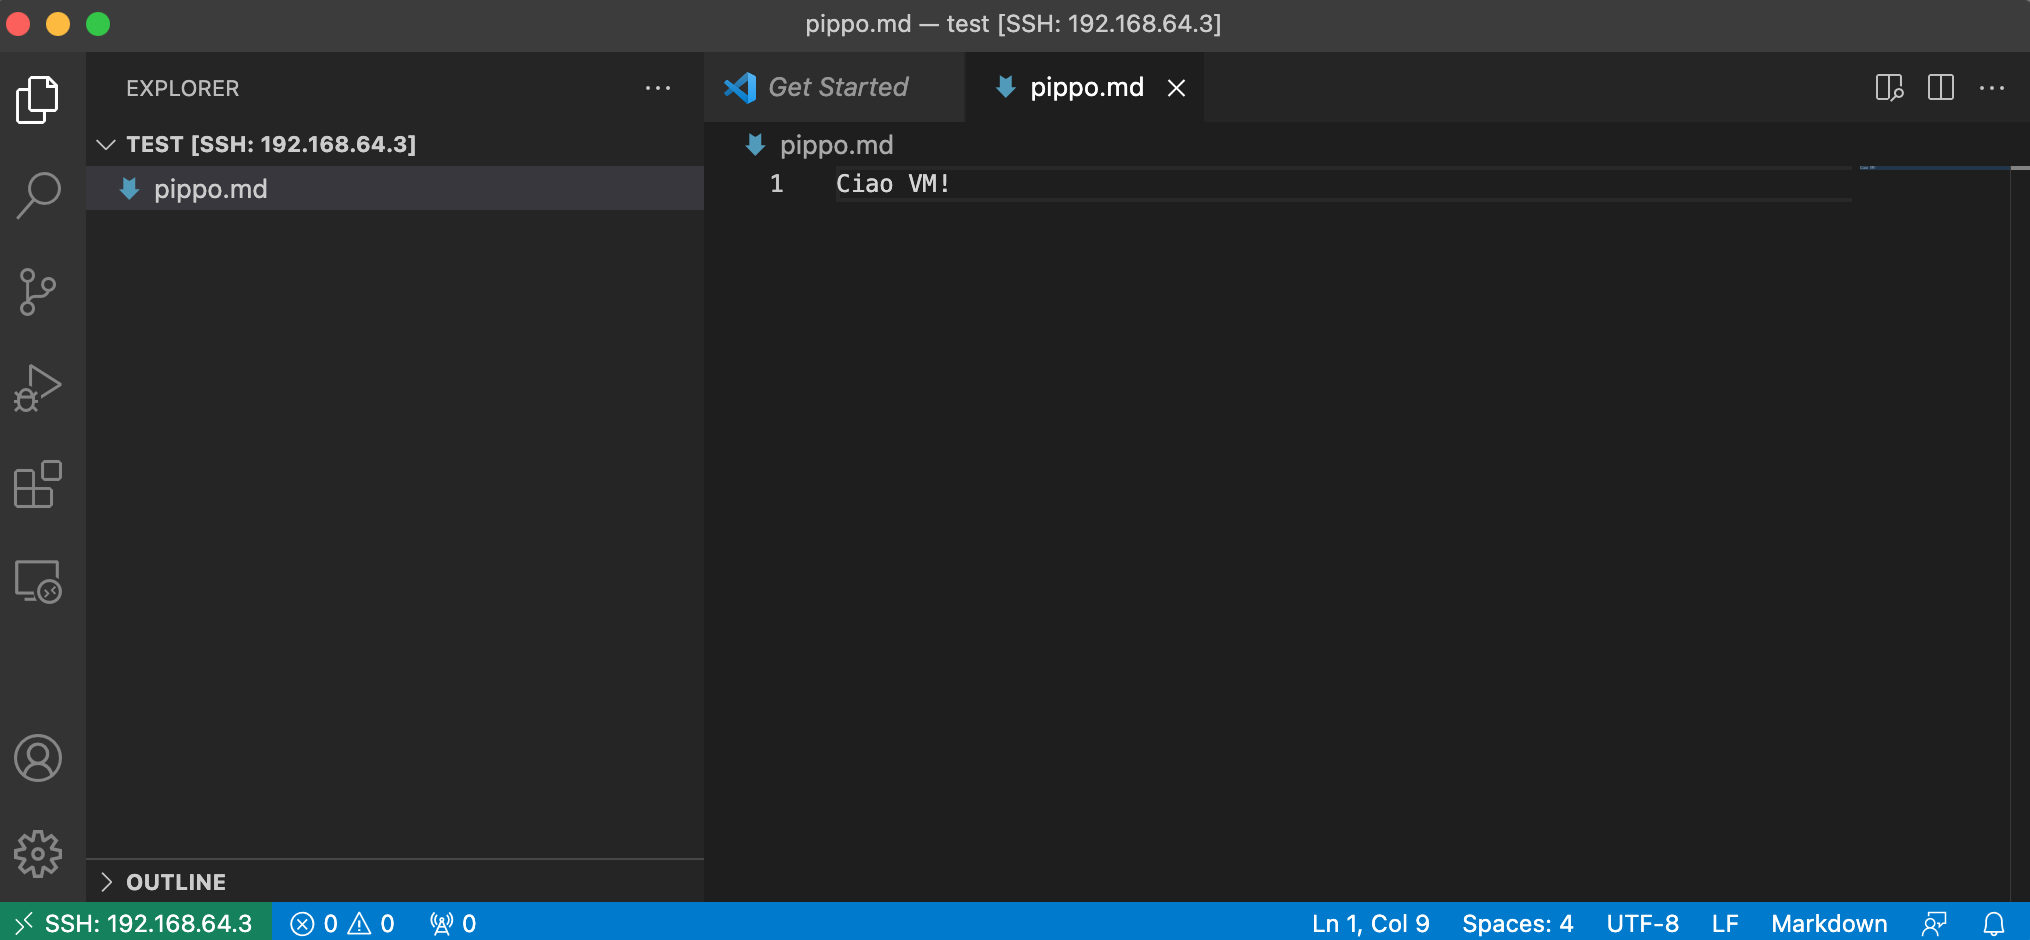 pippo.md — test [SSH: 192.168.64.3]
EXPLORER
TEST [SSH: 192.168.64.3]
pippo.md
OUTLINE
Get Started
pippo.md
pippo.md
1 Ciao VM!
SSH: 192.168.64.3 0 0 0 Ln 1, Col 9 Spaces: 4 UTF-8 LF Markdown